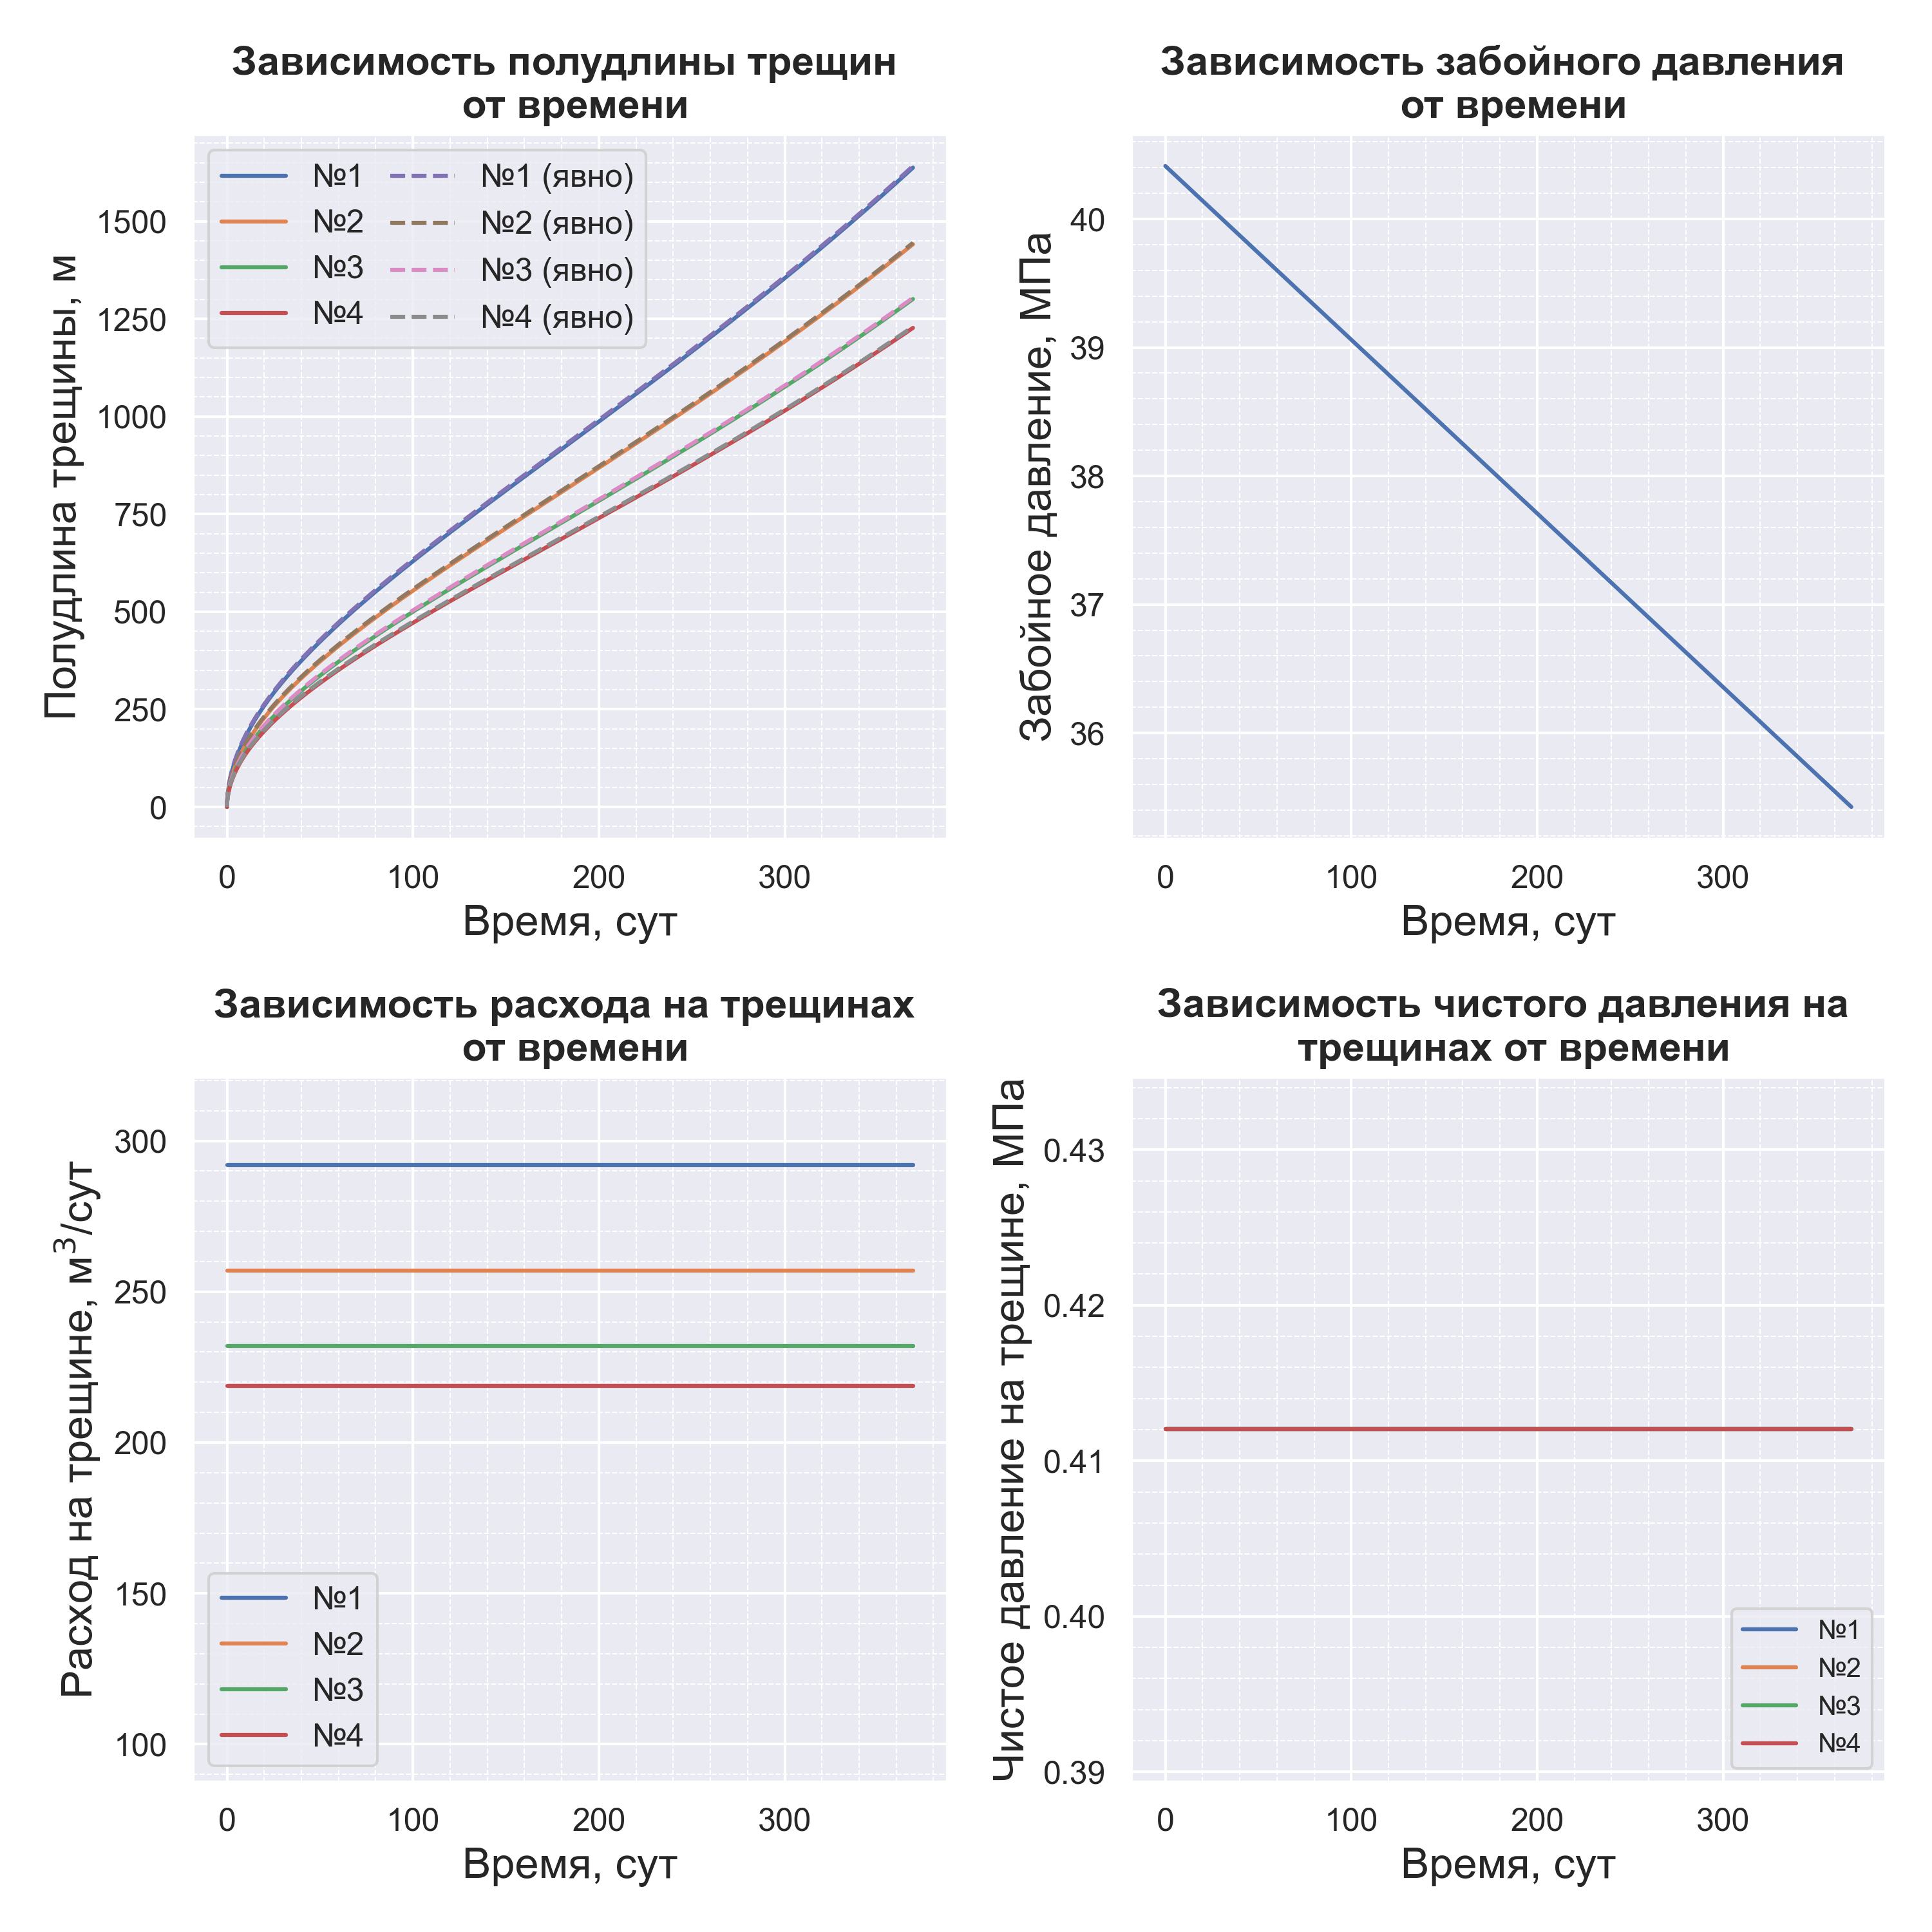 Зависимость полудлины трещин
от времени
Полудлина трещины, м
1500
1250
1000
750
500
250
0
№1
№2
№3
№4
№1 (явно)
№2 (явно)
№3 (явно)
№4 (явно)
0 100 200 300
Время, сут
Зависимость забойного давления
от времени
Забойное давление, МПа
40
39
38
37
36
0 100 200 300
Время, сут
Зависимость расхода на трещинах
от времени
Расход на трещине, м³/сут
300
250
200
150
100
№1
№2
№3
№4
0 100 200 300
Время, сут
Зависимость чистого давления на
трещинах от времени
Чистое давление на трещине, МПа
0.43
0.42
0.41
0.40
0.39
№1
№2
№3
№4
0 100 200 300
Время, сут